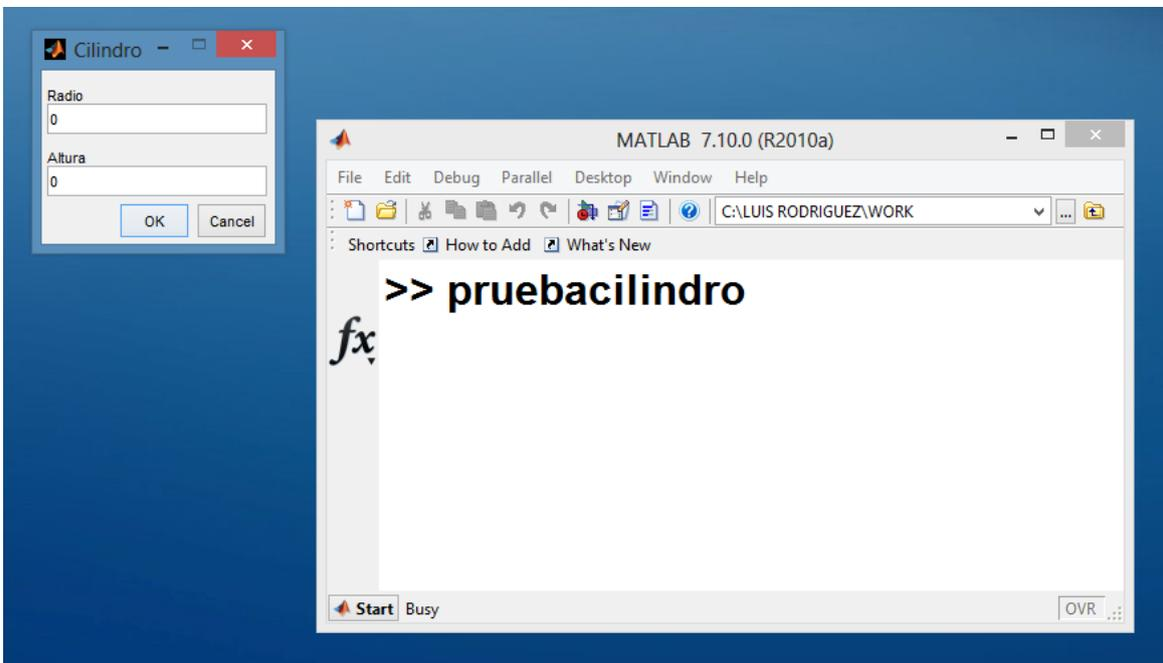 Cilindro
Radio
0
Altura
0
OK Cancel
MATLAB 7.10.0 (R2010a)
File Edit Debug Parallel Desktop Window Help
C:\LUIS RODRIGUEZ\WORK ...
Shortcuts How to Add What's New
>> pruebacilindro
fx
Start Busy OVR